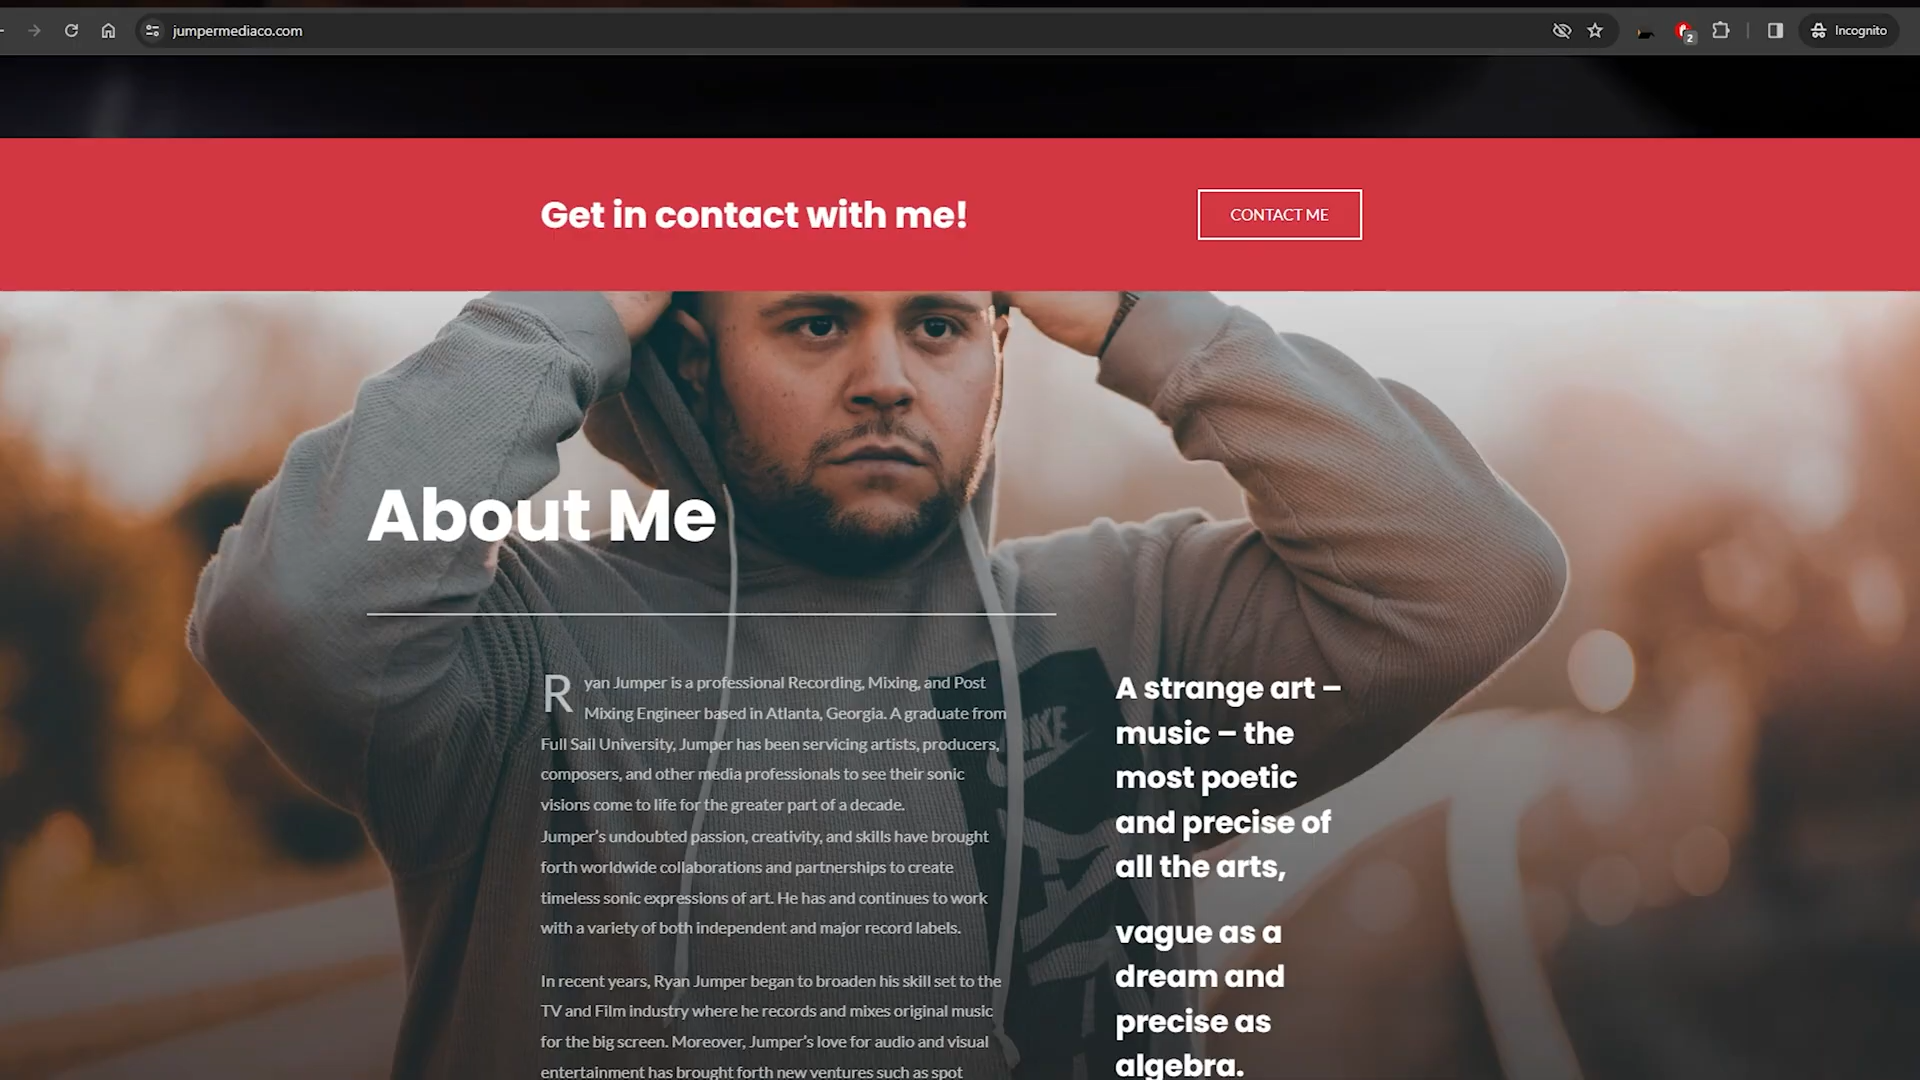 jumpermediaco.com
2
Incognito
Get in contact with me!
CONTACT ME
About Me
Ryan Jumper is a professional Recording, Mixing, and Post
Mixing Engineer based in Atlanta, Georgia. A graduate from
Full Sail University, Jumper has been servicing artists, producers,
composers, and other media professionals to see their sonic
visions come to life for the greater part of a decade.
Jumper's undoubted passion, creativity, and skills have brought
forth worldwide collaborations and partnerships to create
timeless sonic expressions of art. He has and continues to work
with a variety of both independent and major record labels.
In recent years, Ryan Jumper began to broaden his skill set to the
TV and Film industry where he records and mixes original music
for the big screen. Moreover, Jumper's love for audio and visual
entertainment has brought forth new ventures such as spot
A strange art –
music – the
most poetic
and precise of
all the arts,
vague as a
dream and
precise as
algebra.
NIKE